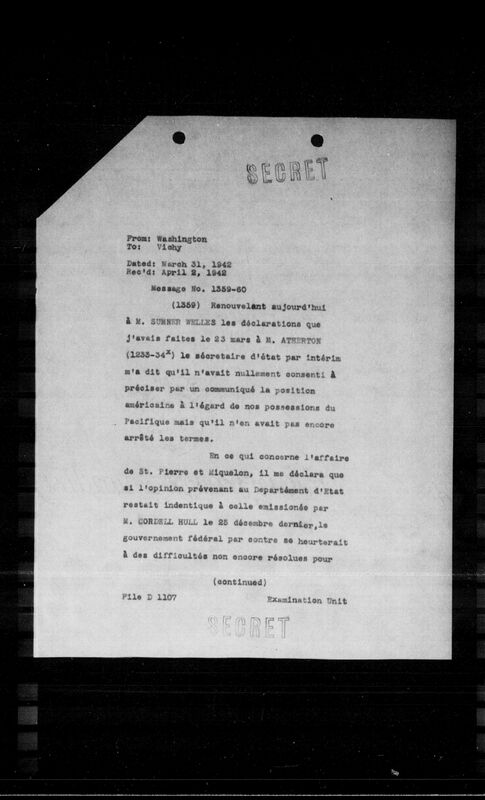 SECRET
From: Washington
To: Vichy
Dated: March 31, 1942
Rec'd: April 2, 1942
Message No. 1359-60
(1359) Renouvelant aujourd'hui
à M. SUMNER WELLES les déclarations que
j'avais faites le 23 mars à M. ATHERTON
(1233-34x) le sécretaire d'état par intérim
m'a dit qu'il n'avait nullement consenti à
préciser par un communiqué la position
américaine à l'égard de nos possessions du
Pacifique mais qu'il n'en avait pas encore
arrêté les termes.
En ce qui concerne l'affaire
de St. Pierre et Miquelon, il me déclara que
si l'opinion prévenant au Departément d'Etat
restait indentique à celle emissionée par
M. CORDELL HULL le 25 décembre dernier,le
gouvernement fédéral par contre se heurterait
à des difficultés non encore résolues pour
(continued)
File D 1107
Examination Unit
SECRET